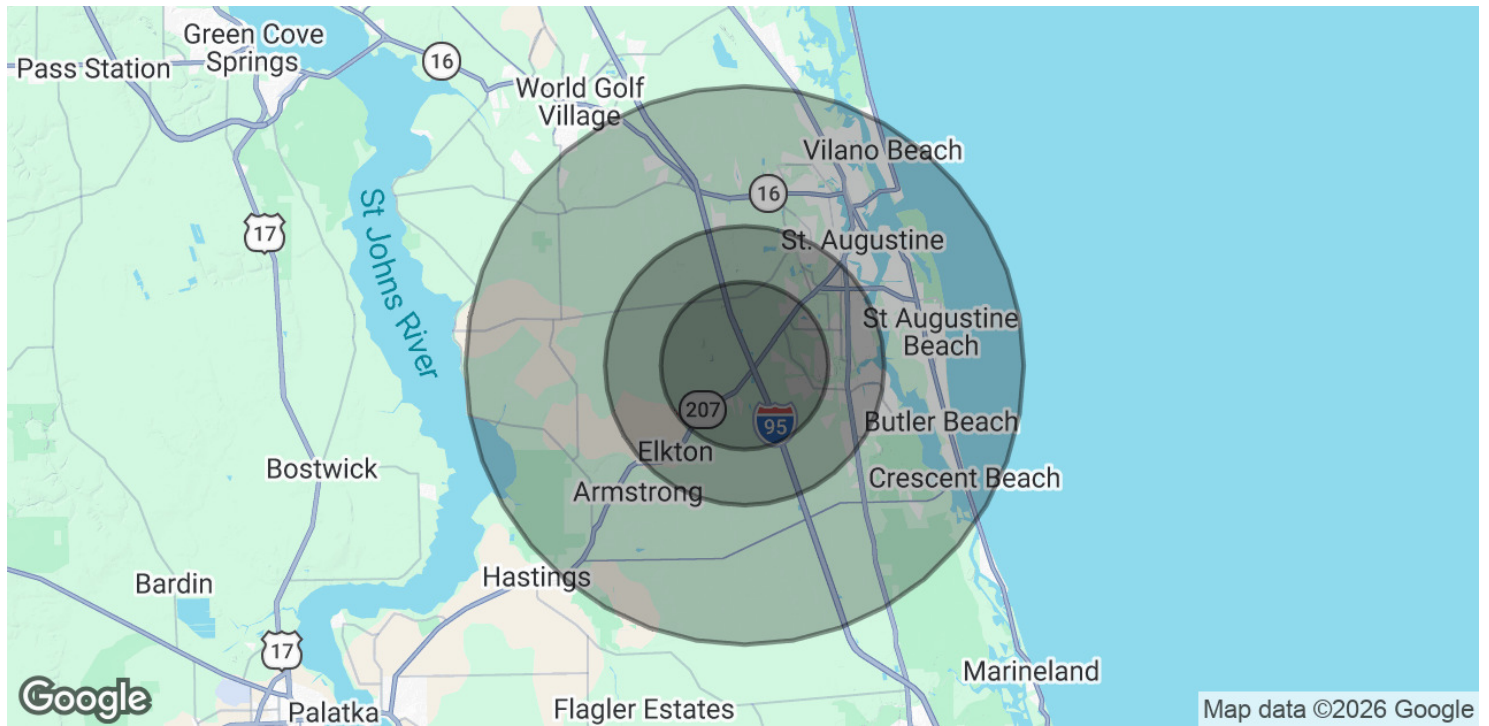 Green Cove
Springs
Pass Station
16
World Golf
Village
Vilano Beach
16
17
St Johns River
St. Augustine
St Augustine
Beach
207
95
Butler Beach
Elkton
Bostwick
Crescent Beach
Armstrong
Hastings
Bardin
17
Marineland
Google
Palatka
Flagler Estates
Map data ©2026 Google